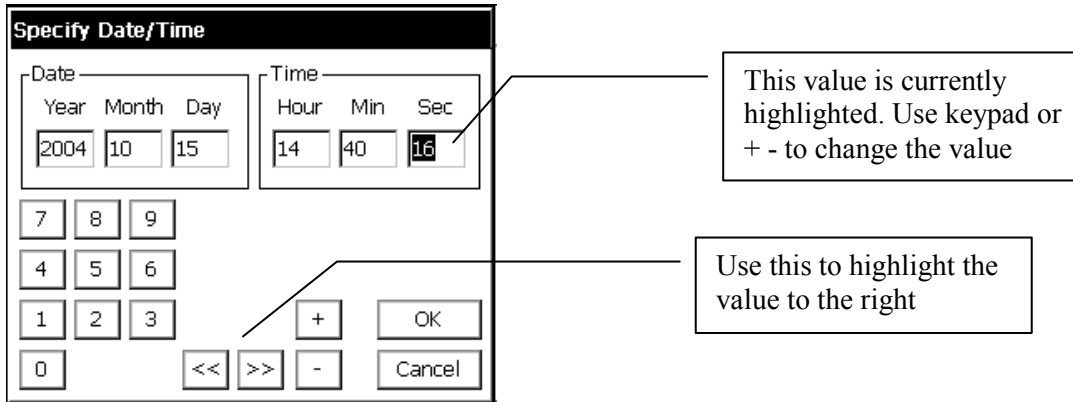 Specify Date/Time
Date
Time
Year Month Day
Hour Min Sec
2004 10 15
14 40 16
This value is currently
highlighted. Use keypad or
+ - to change the value
7 8 9
4 5 6
Use this to highlight the
value to the right
1 2 3
+ OK
0 << >> - Cancel